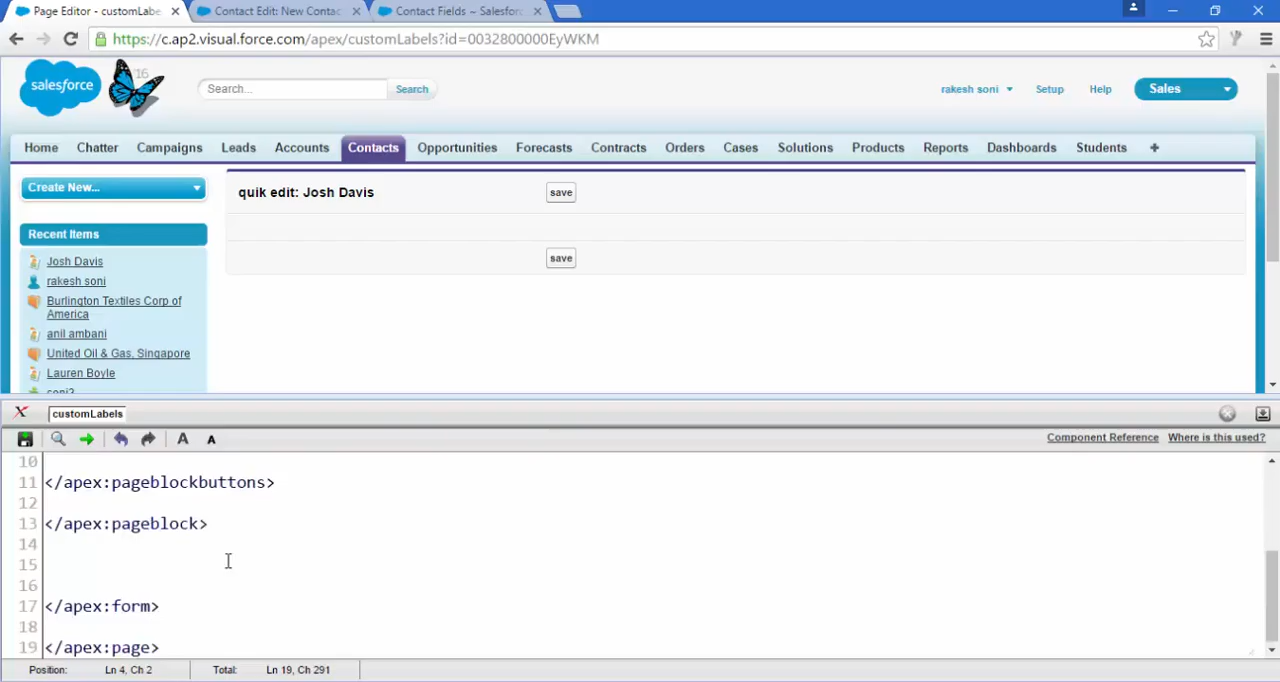 Page Editor - customLabe
Contact Edit: New Contac
Contact Fields ~ Salesforc
https://c.ap2.visual.force.com/apex/customLabels?id=0032800000EyWKM
salesforce
'16
Search...
Search
rakesh soni
Setup
Help
Sales
Home
Chatter
Campaigns
Leads
Accounts
Contacts
Opportunities
Forecasts
Contracts
Orders
Cases
Solutions
Products
Reports
Dashboards
Students
Create New...
quik edit: Josh Davis
save
save
Recent Items
Josh Davis
rakesh soni
Burlington Textiles Corp of
America
anil ambani
United Oil & Gas, Singapore
Lauren Boyle
customLabels
A
A
Component Reference
Where is this used?
10
11 </apex:pageblockbuttons>
12
13 </apex:pageblock>
14
15
16
17 </apex:form>
18
19 </apex:page>
Position:
Ln 4, Ch 2
Total:
Ln 19, Ch 291